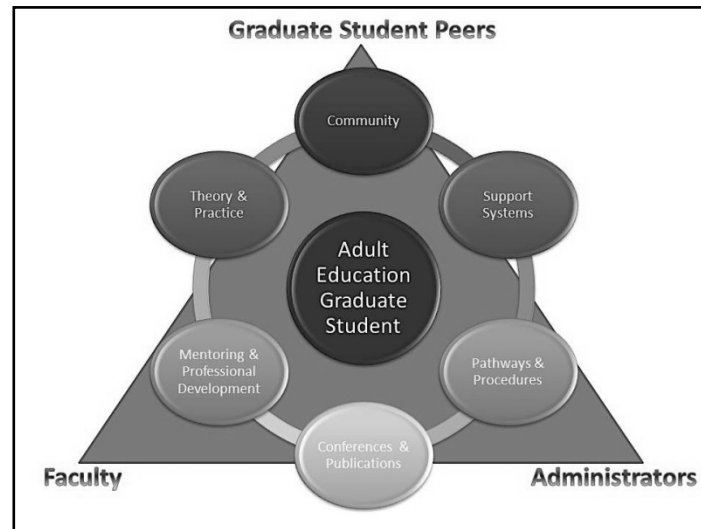 Graduate Student Peers
Community
Theory &
Practice
Support
Systems
Adult
Education
Graduate
Student
Mentoring &
Professional
Development
Pathways &
Procedures
Conferences &
Publications
Faculty
Administrators